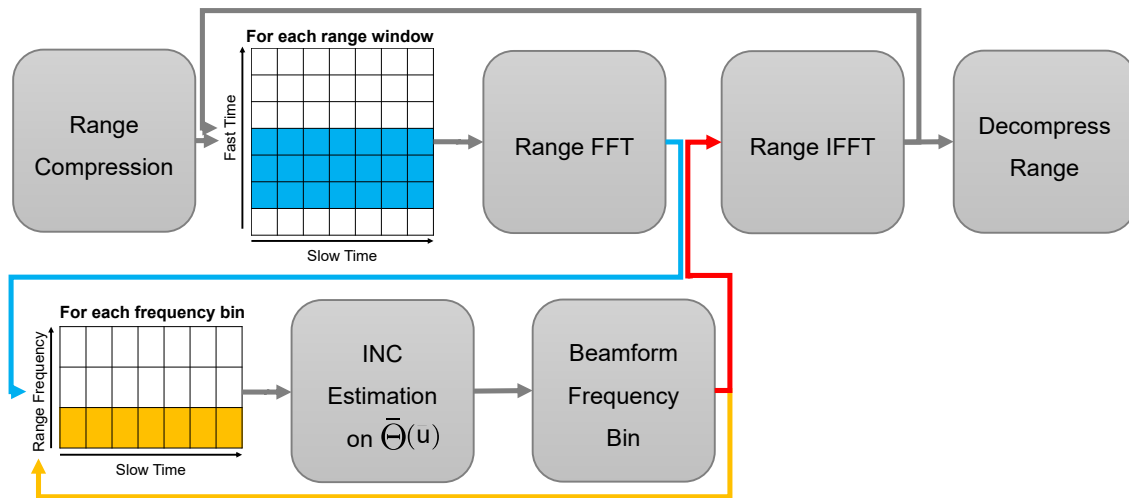 For each range window
Range
Compression
Fast Time
Slow Time
Range FFT
Range IFFT
Decompress
Range
For each frequency bin
Range Frequency
Slow Time
INC
Estimation
on Θ̄(u)
Beamform
Frequency
Bin